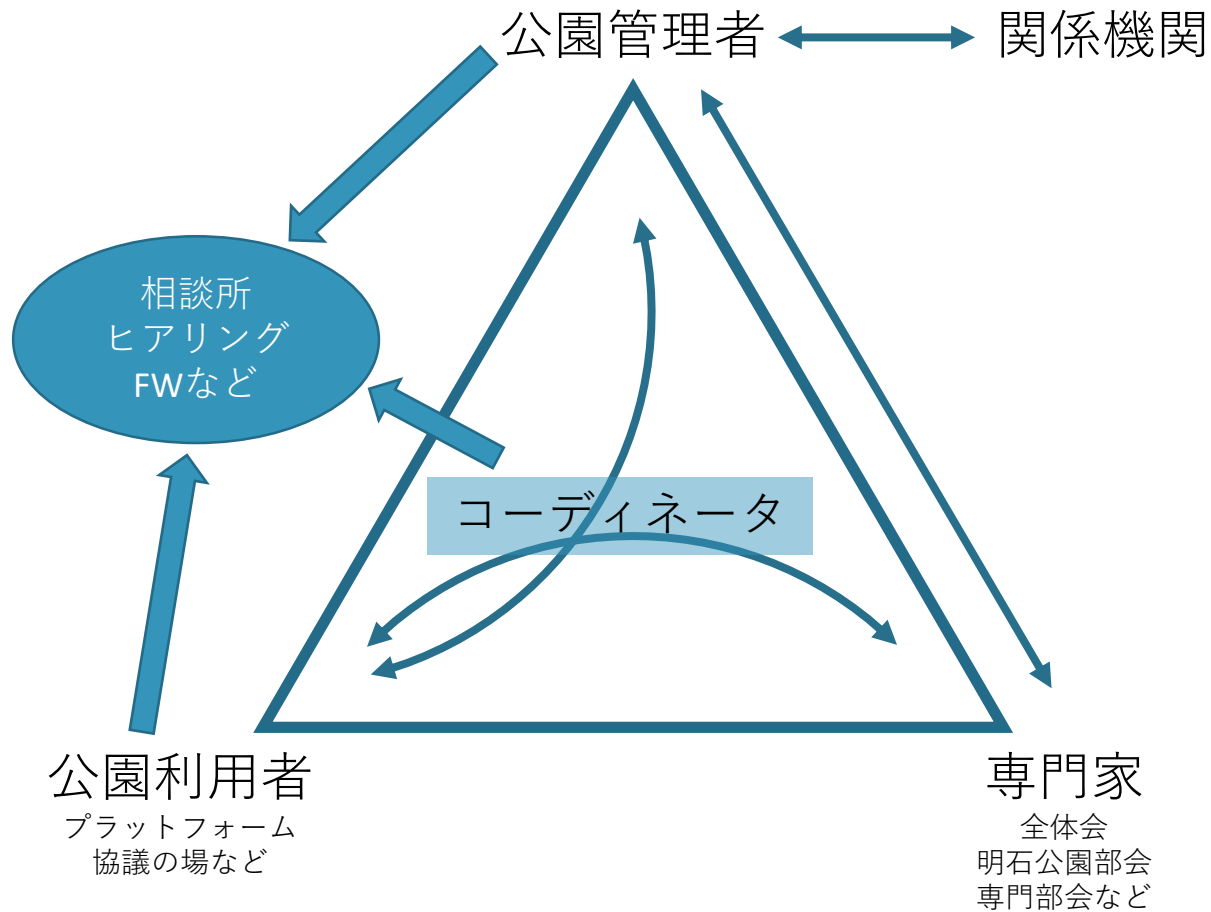 公園管理者
関係機関
相談所
ヒアリング
FWなど
コーディネータ
公園利用者
プラットフォーム
協議の場など
専門家
全体会
明石公園部会
専門部会など